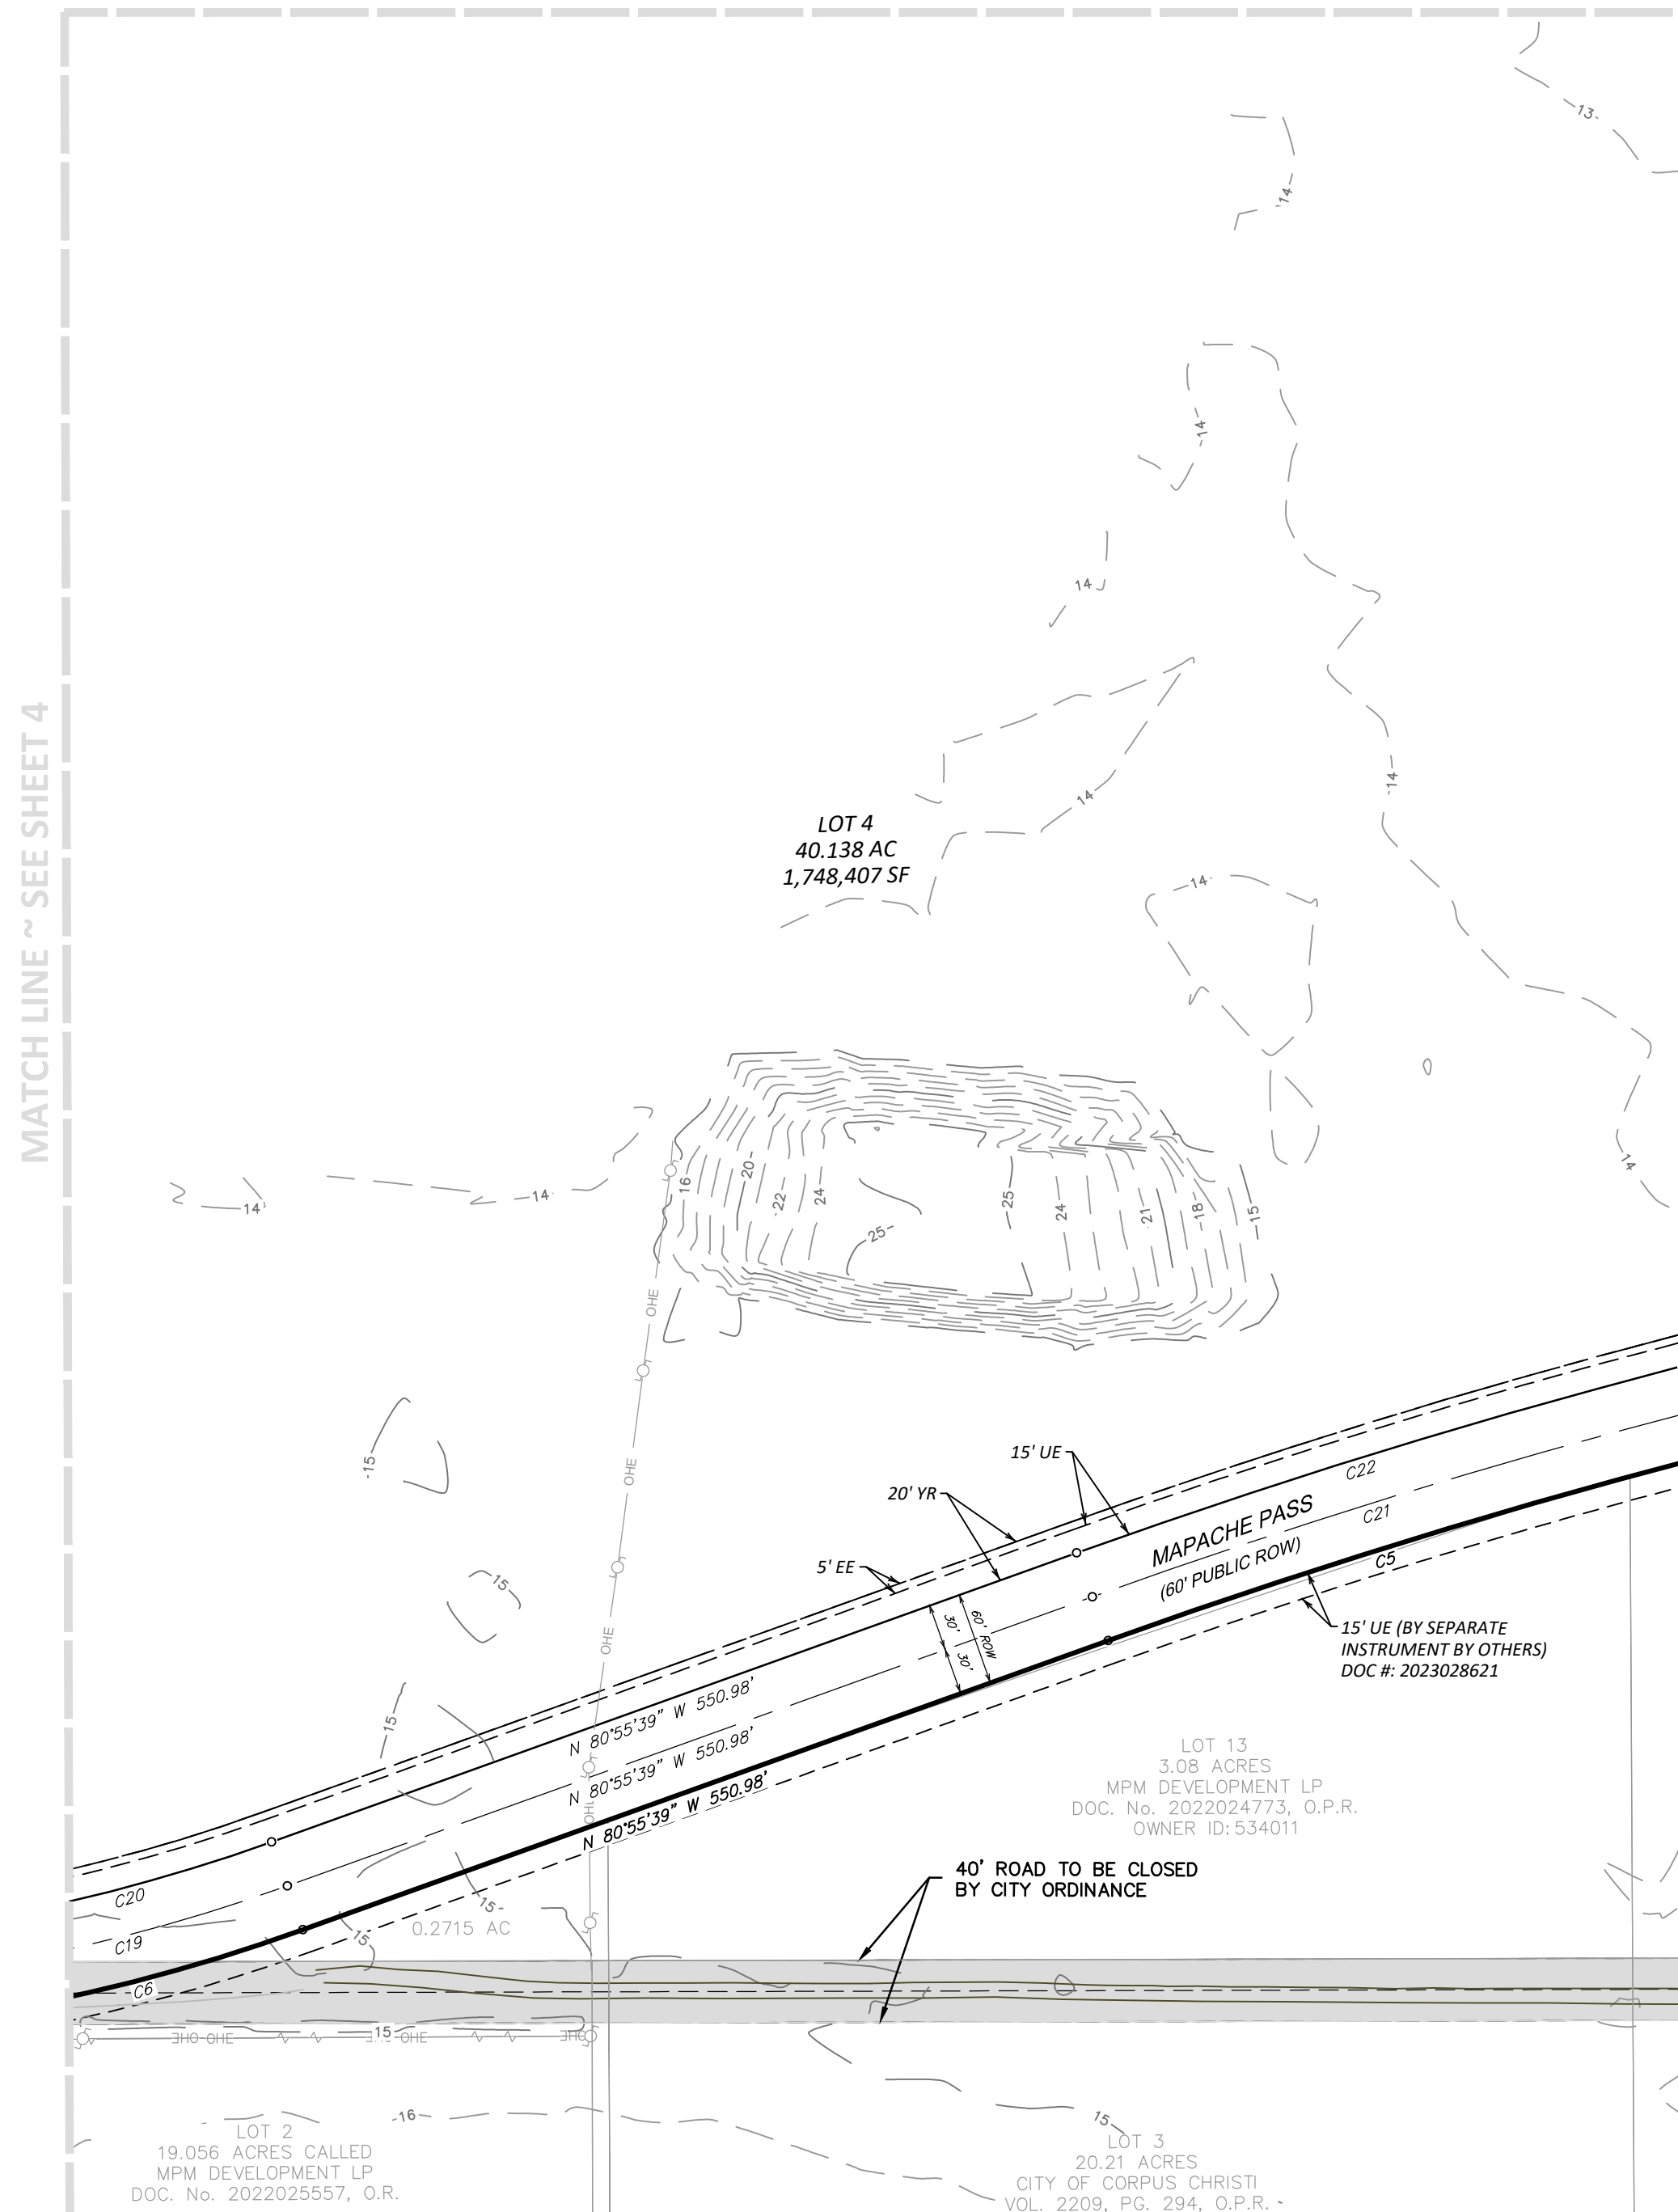 MATCH LINE ~ SEE SHEET 4
13
14
14
14
14
14
LOT 4
40.138 AC
1,748,407 SF
14
14
14
14
16
20
22
24
25
25
24
21
18
15
OHE
15
OHE
15
OHE
15
15' UE
20' YR
5' EE
C22
MAPACHE PASS
(60' PUBLIC ROW)
C21
C5
30'
60' ROW
30'
15' UE (BY SEPARATE
INSTRUMENT BY OTHERS)
DOC #: 2023028621
N 80°55'39" W 550.98'
N 80°55'39" W 550.98'
N 80°55'39" W 550.98'
LOT 13
3.08 ACRES
MPM DEVELOPMENT LP
DOC. No. 2022024773, O.P.R.
OWNER ID: 534011
40' ROAD TO BE CLOSED
BY CITY ORDINANCE
C20
C19
15
15
0.2715 AC
C6
OHE-OHE
15
OHE-OHE
OHE
16
15
LOT 2
19.056 ACRES CALLED
MPM DEVELOPMENT LP
DOC. No. 2022025557, O.R.
LOT 3
20.21 ACRES
CITY OF CORPUS CHRISTI
VOL. 2209, PG. 294, O.P.R.